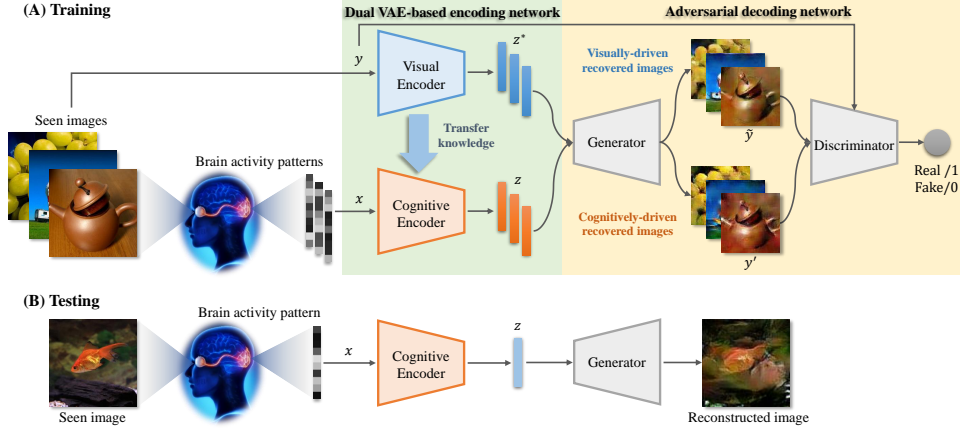 (A) Training
Dual VAE-based encoding network
Adversarial decoding network
y
z*
Visual
Encoder
Visually-driven
recovered images
ỹ
Seen images
Transfer
knowledge
Generator
Discriminator
Real /1
Fake/0
Brain activity patterns
x
Cognitive
Encoder
z
Cognitively-driven
recovered images
y′
(B) Testing
Brain activity pattern
x
Cognitive
Encoder
z
Generator
Seen image
Reconstructed image